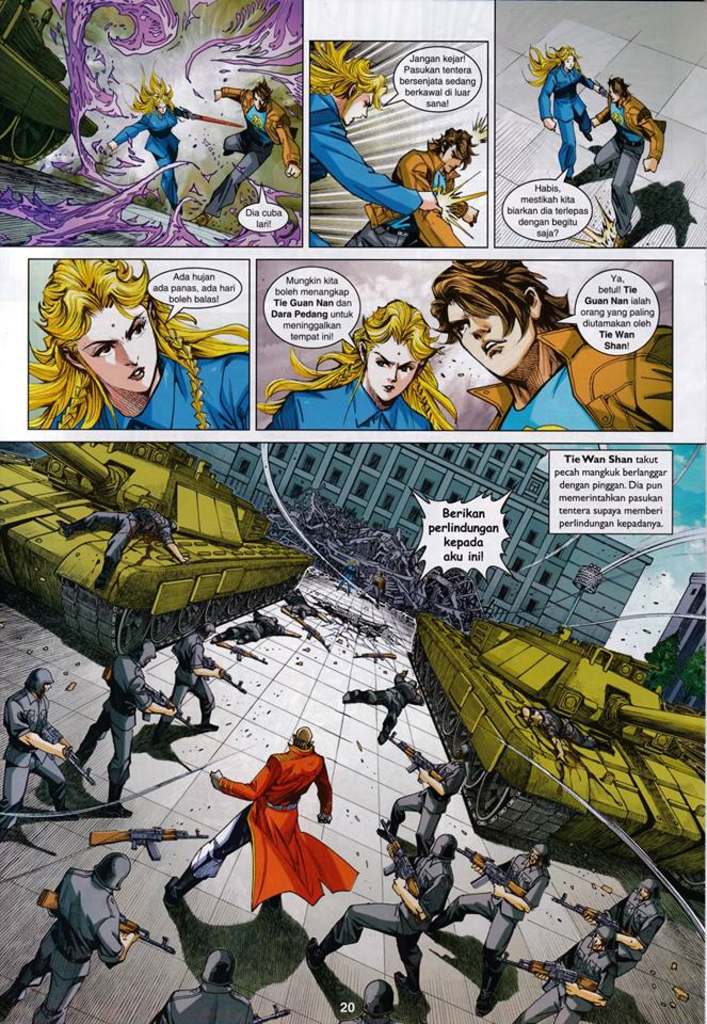 Dia cuba
lari!
Jangan kejar!
Pasukan tentera
bersenjata sedang
berkawal di luar
sana!
Habis,
mestikah kita
biarkan dia terlepas
dengan begitu
saja?
Ada hujan
ada panas, ada hari
boleh balas!
Mungkin kita
boleh menangkap
Tie Guan Nan dan
Dara Pedang
untuk
meninggalkan
tempat ini!
Ya,
betul! Tie
Guan Nan ialah
orang yang paling
diutamakan oleh
Tie Wan
Shan!
Tie Wan Shan takut
pecah mangkuk berlanggar
dengan pinggan. Dia pun
memerintahkan pasukan
tentera supaya memberi
perlindungan kepadanya.
Berikan
perlindungan
kepada
aku ini!
20